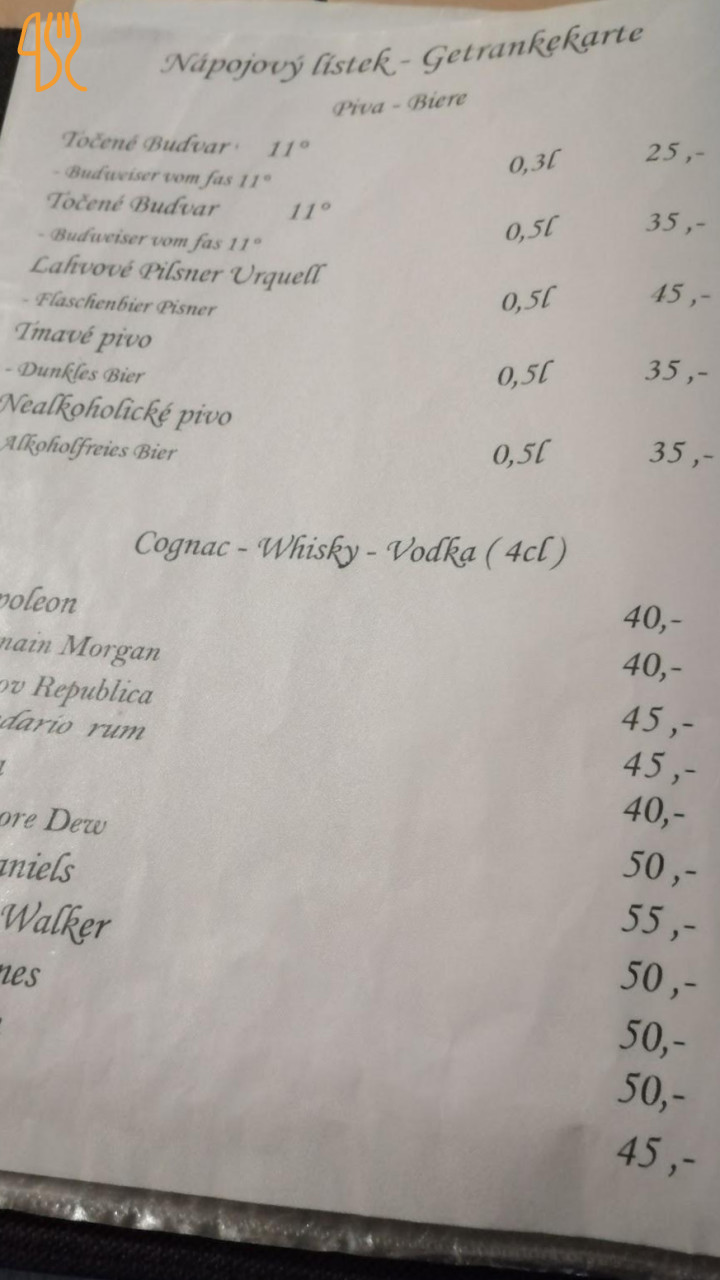 Nápojový lístek - Getrankekarte
Piva - Biere
Točené Budvar 11° 0,3l 25,-
- Budweiser vom fas 11°
Točené Budvar 11° 0,5l 35,-
- Budweiser vom fas 11°
Lahvové Pilsner Urquell 0,5l 45,-
- Flaschenbier Pisner
Tmavé pivo 0,5l 35,-
- Dunkles Bier
Nealkoholické pivo 0,5l 35,-
Alkoholfreies Bier
Cognac - Whisky - Vodka ( 4cl )
poleon 40,-
main Morgan 40,-
ov Republica 45,-
dario rum 45,-
40,-
ore Dew 50,-
aniels 55,-
Walker 50,-
nes 50,-
50,-
45,-